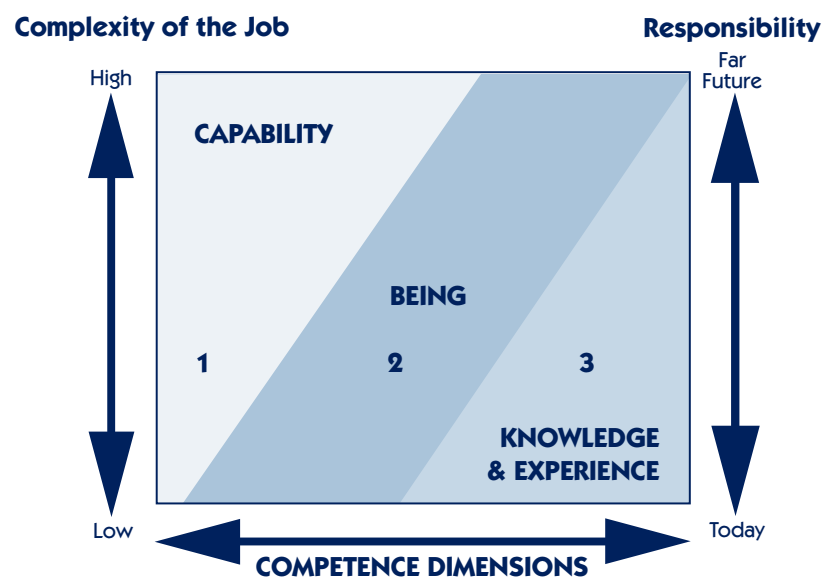 Complexity of the Job
Responsibility
High
Far
Future
CAPABILITY
BEING
1
2
3
KNOWLEDGE
& EXPERIENCE
Low
Today
COMPETENCE DIMENSIONS